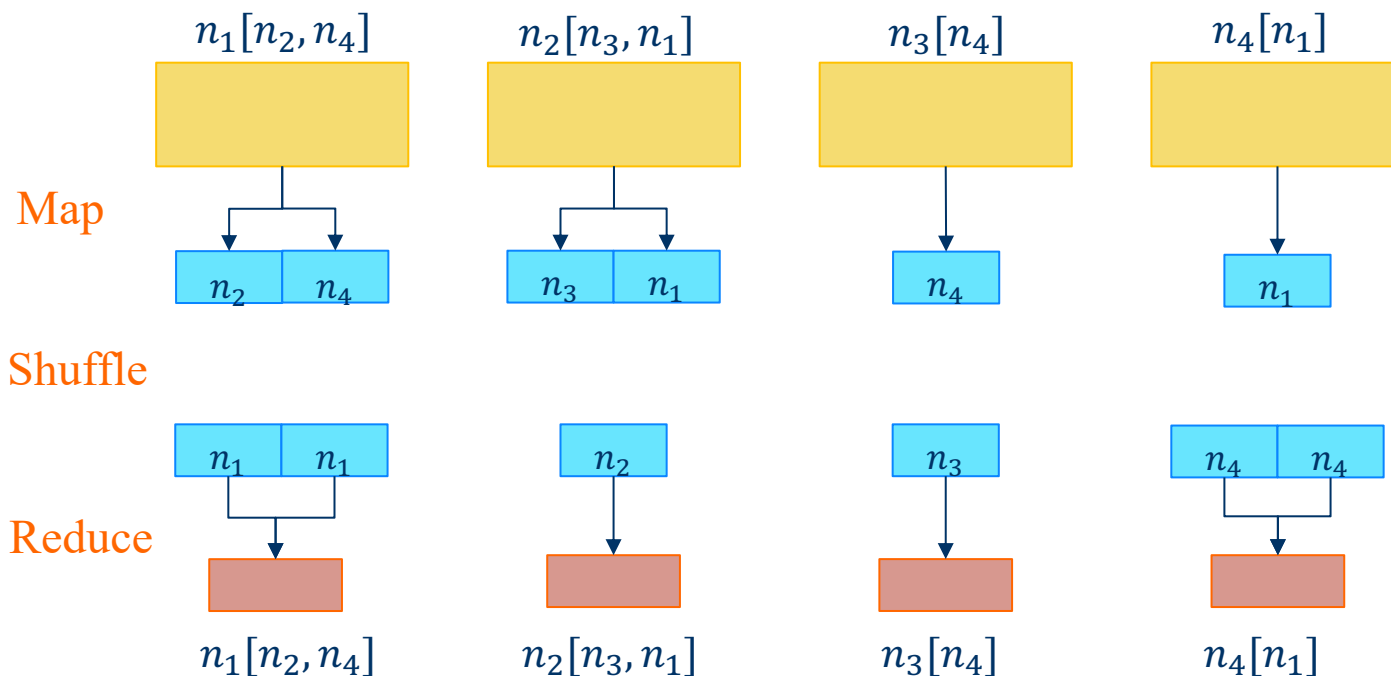 n₁[n₂, n₄] n₂[n₃, n₁] n₃[n₄] n₄[n₁]
Map
n₂ n₄ n₃ n₁ n₄ n₁
Shuffle
n₁ n₁ n₂ n₃ n₄ n₄
Reduce
n₁[n₂, n₄] n₂[n₃, n₁] n₃[n₄] n₄[n₁]